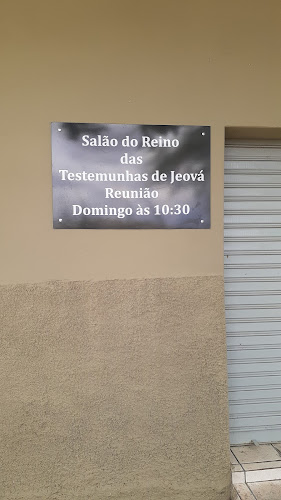 Salão do Reino
das
Testemunhas de Jeová
Reunião
Domingo às 10:30